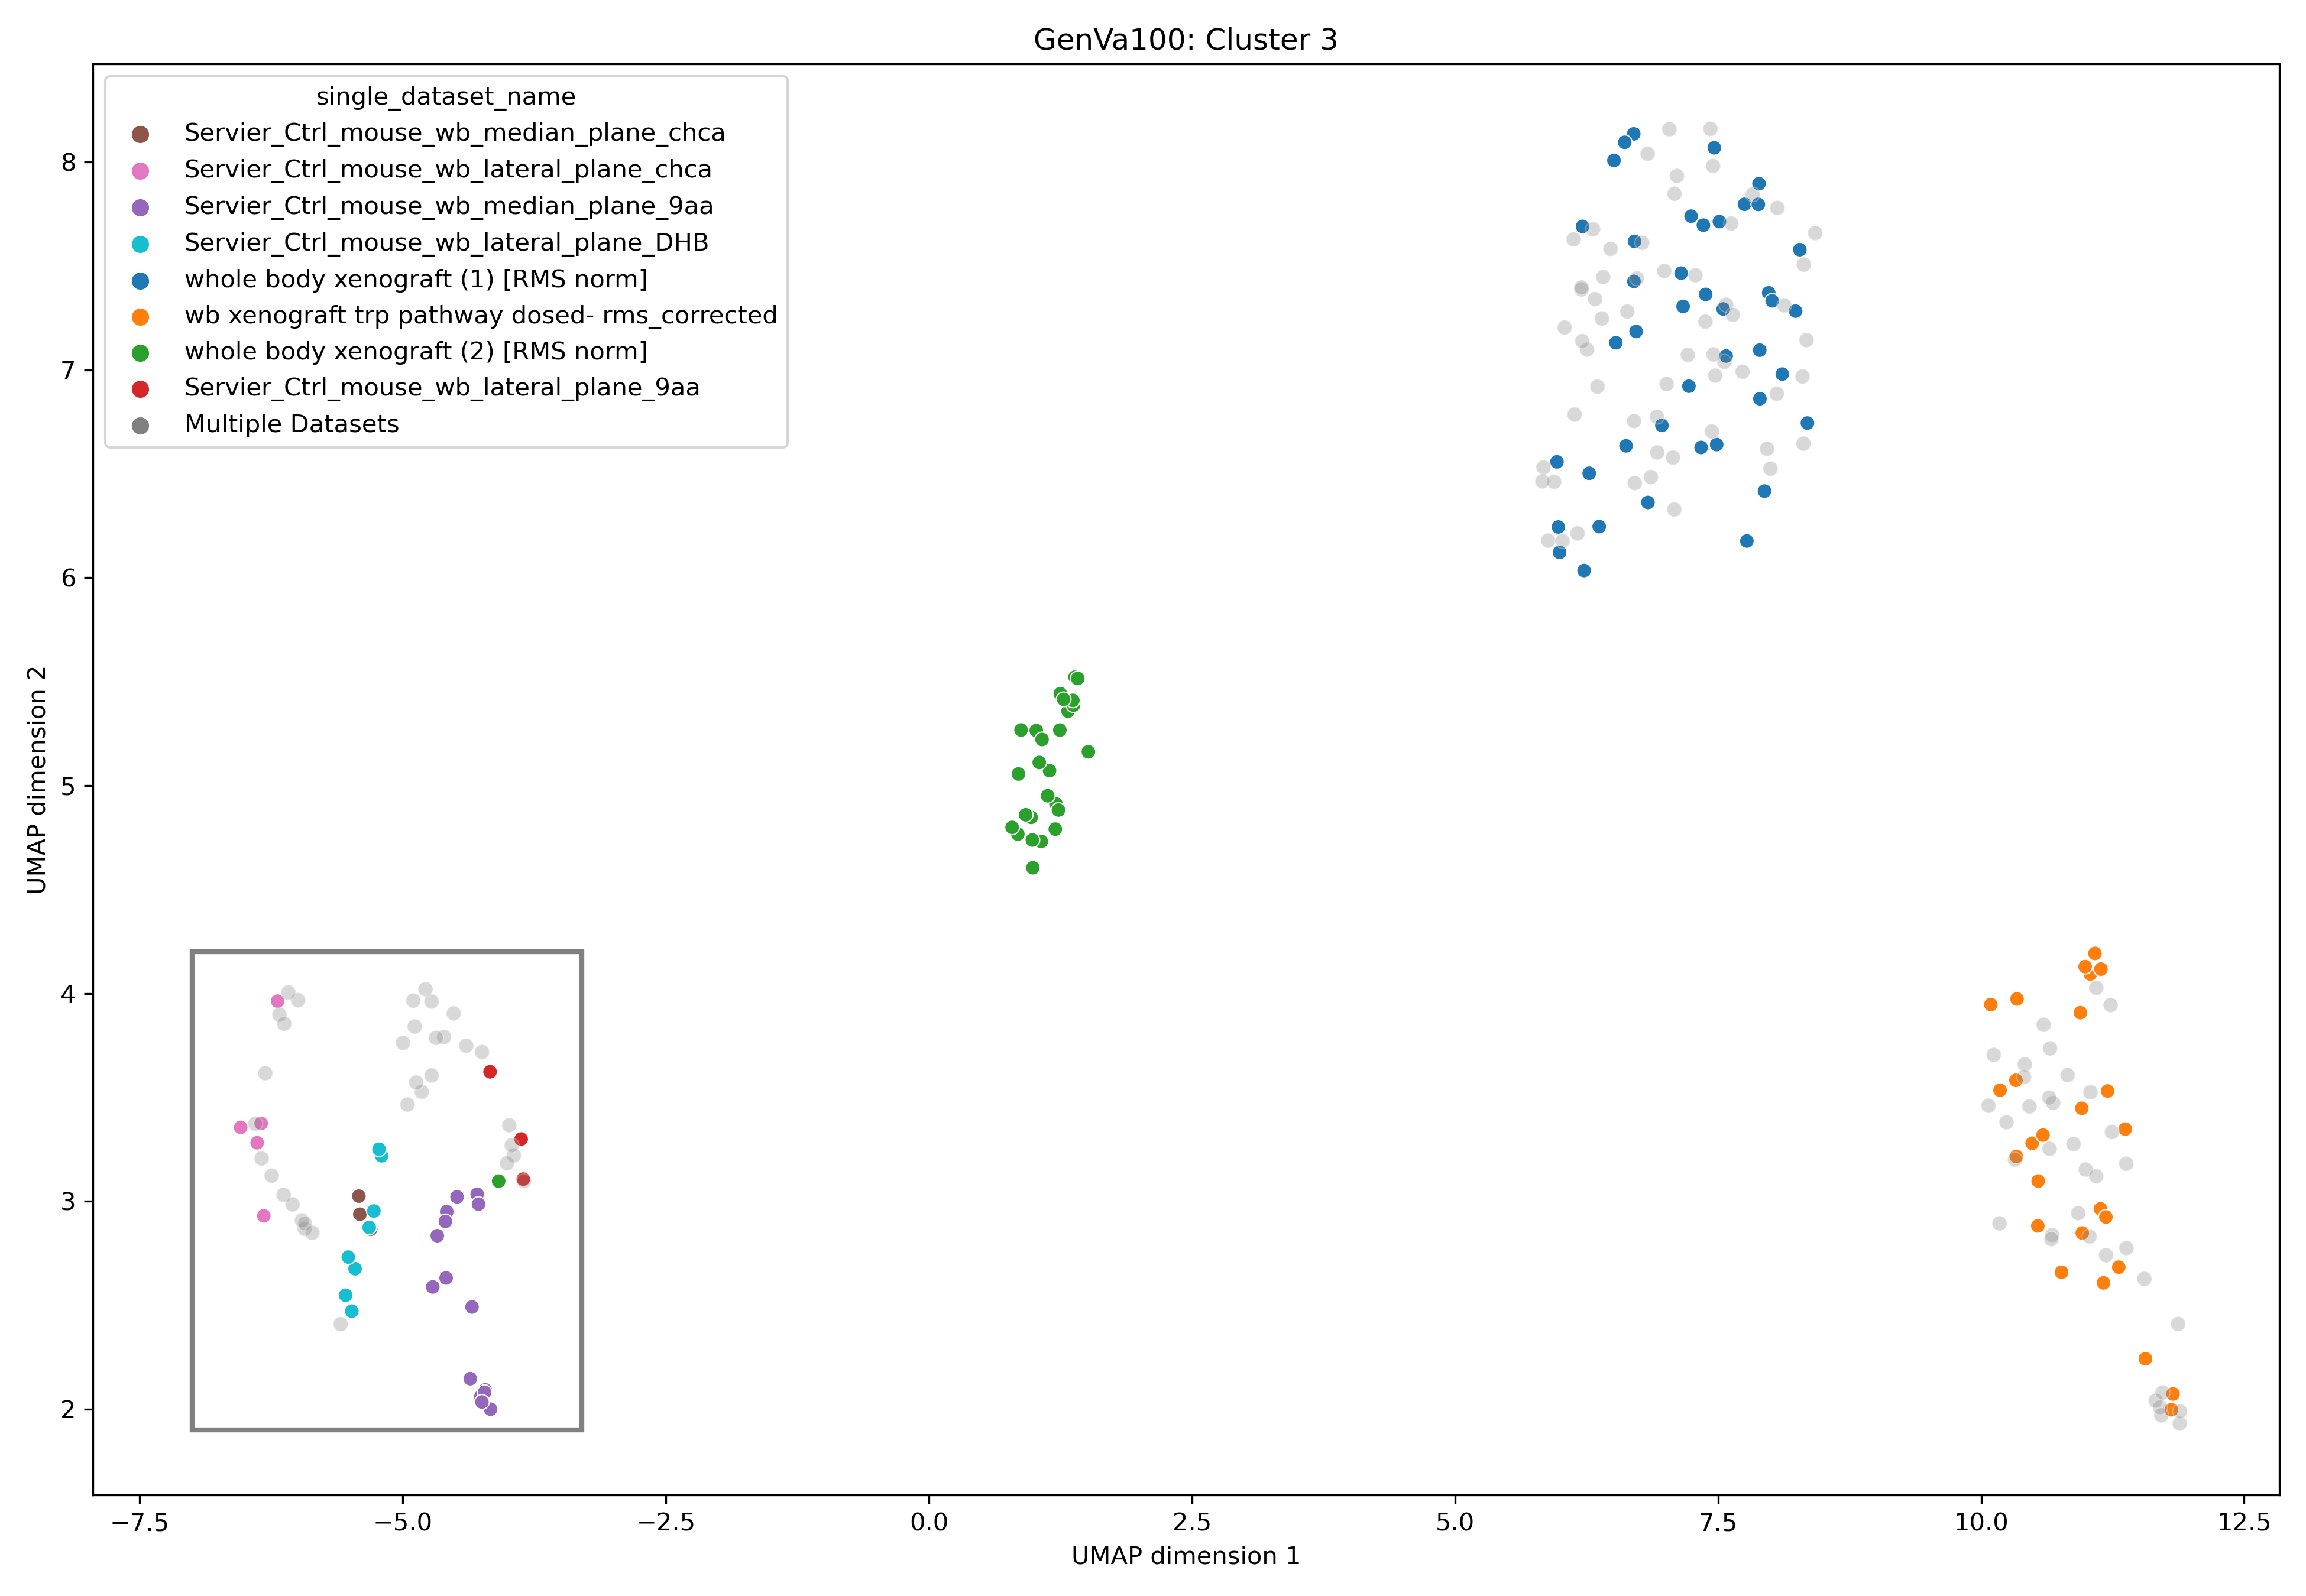 GenVa100: Cluster 3
single_dataset_name
Servier_Ctrl_mouse_wb_median_plane_chca
Servier_Ctrl_mouse_wb_lateral_plane_chca
Servier_Ctrl_mouse_wb_median_plane_9aa
Servier_Ctrl_mouse_wb_lateral_plane_DHB
whole body xenograft (1) [RMS norm]
wb xenograft trp pathway dosed- rms_corrected
whole body xenograft (2) [RMS norm]
Servier_Ctrl_mouse_wb_lateral_plane_9aa
Multiple Datasets
8
7
6
5
4
3
2
UMAP dimension 2
−7.5
−5.0
−2.5
0.0
2.5
5.0
7.5
10.0
12.5
UMAP dimension 1